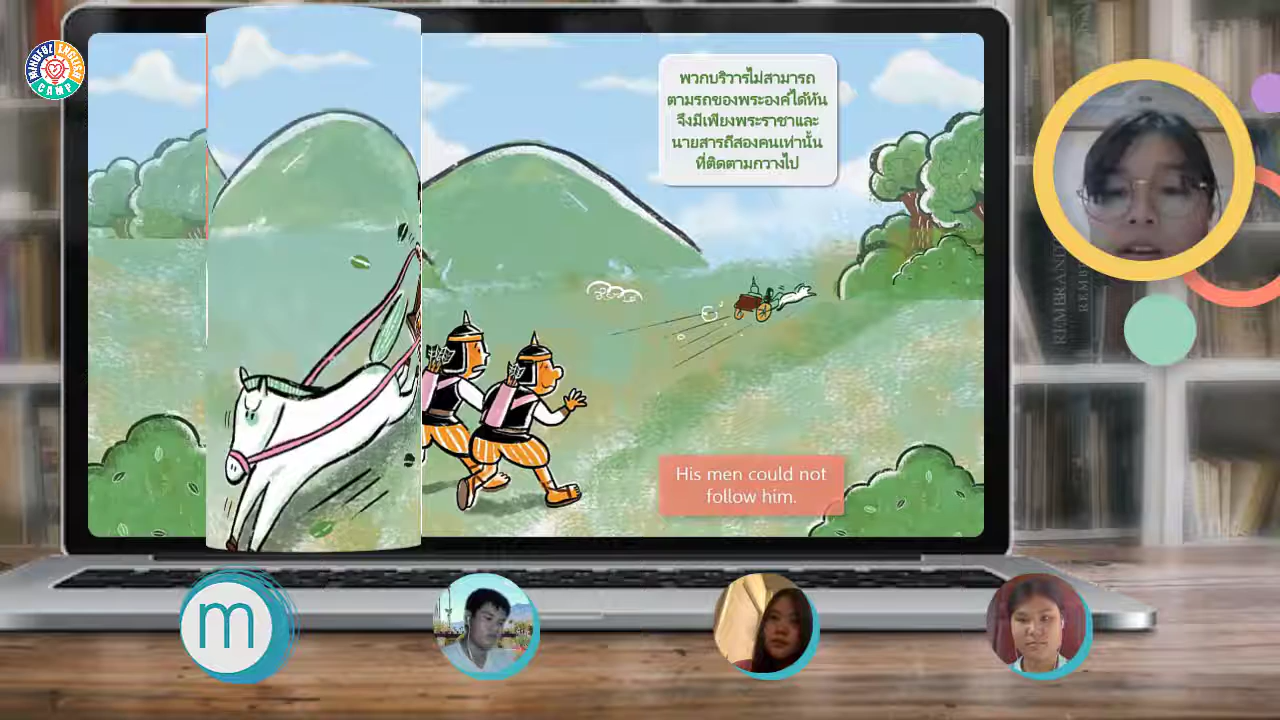 MINDFUL ENGLISH
CAMP
พวกบริวารไม่สามารถ
ตามรถของพระองค์ได้ทัน
จึงมีเพียงพระราชาและ
นายสารถีสองคนเท่านั้น
ที่ติดตามกวางไป
His men could not
follow him.
REMBRANDT
m